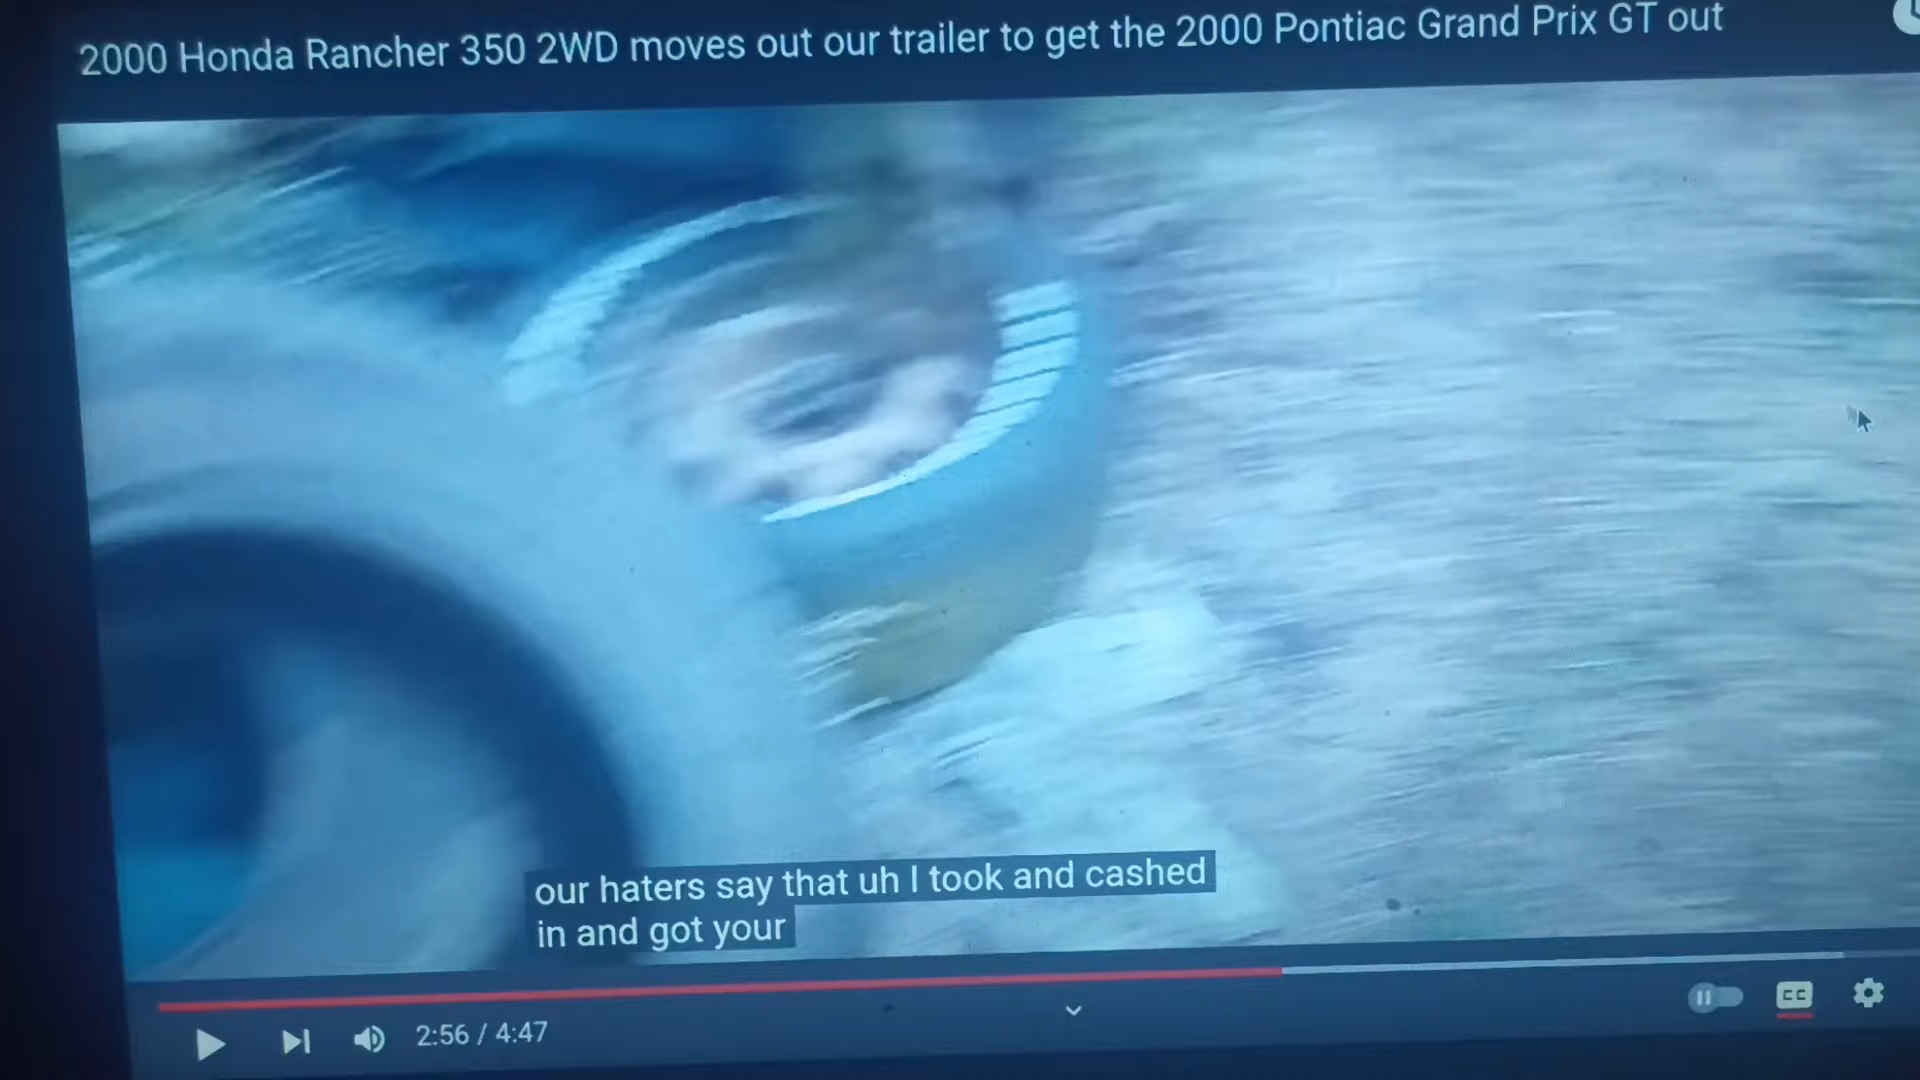 2000 Honda Rancher 350 2WD moves out our trailer to get the 2000 Pontiac Grand Prix GT out
our haters say that uh I took and cashed
in and got your
2:56 / 4:47
CC